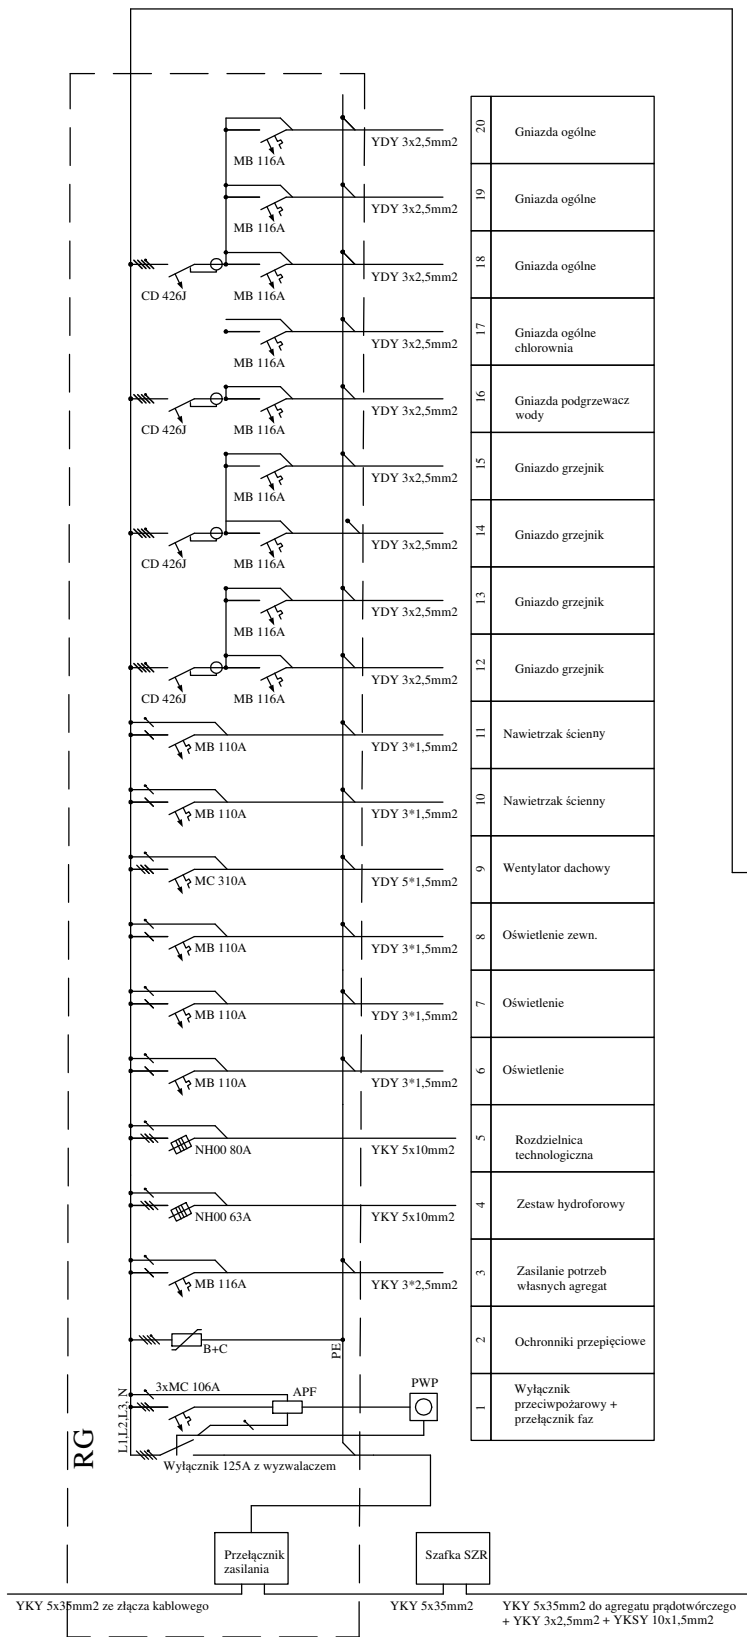 20
Gniazda ogólne
YDY 3x2,5mm2
MB 116A
19
Gniazda ogólne
YDY 3x2,5mm2
MB 116A
18
Gniazda ogólne
YDY 3x2,5mm2
CD 426J
MB 116A
17
Gniazda ogólne
chlorownia
YDY 3x2,5mm2
MB 116A
16
Gniazda podgrzewacz
wody
YDY 3x2,5mm2
CD 426J
MB 116A
15
Gniazdo grzejnik
YDY 3x2,5mm2
MB 116A
14
Gniazdo grzejnik
YDY 3x2,5mm2
CD 426J
MB 116A
13
Gniazdo grzejnik
YDY 3x2,5mm2
MB 116A
12
Gniazdo grzejnik
YDY 3x2,5mm2
CD 426J
MB 116A
11
Nawietrzak ścienny
MB 110A
YDY 3*1,5mm2
10
Nawietrzak ścienny
MB 110A
YDY 3*1,5mm2
9
Wentylator dachowy
MC 310A
YDY 5*1,5mm2
8
Oświetlenie zewn.
MB 110A
YDY 3*1,5mm2
7
Oświetlenie
MB 110A
YDY 3*1,5mm2
6
Oświetlenie
MB 110A
YDY 3*1,5mm2
5
Rozdzielnica
technologiczna
NH00 80A
YKY 5x10mm2
4
Zestaw hydroforowy
NH00 63A
YKY 5x10mm2
3
Zasilanie potrzeb
własnych agregat
MB 116A
YKY 3*2,5mm2
2
Ochronniki przepięciowe
B+C
PE
1
Wyłącznik
przeciwpożarowy +
przełącznik faz
3xMC 106A
APF
PWP
L1,L2,L3, N
RG
Wyłącznik 125A z wyzwalaczem
Przełącznik
zasilania
Szafka SZR
YKY 5x35mm2 ze złącza kablowego
YKY 5x35mm2
YKY 5x35mm2 do agregatu prądotwórczego
+ YKY 3x2,5mm2 + YKSY 10x1,5mm2